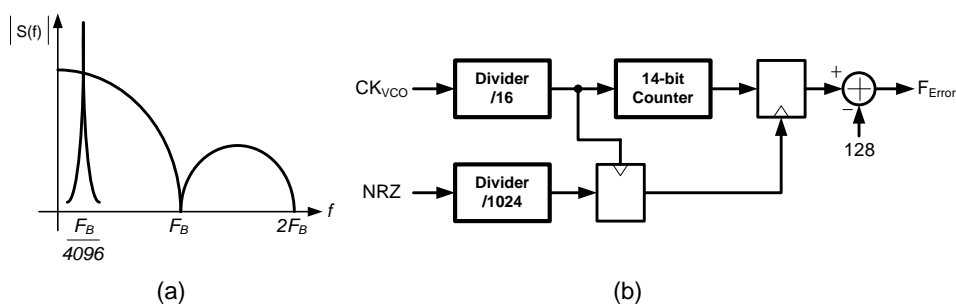 |S(f)|
F_B
4096
F_B
2F_B
f
(a)
CK_VCO
Divider
/16
14-bit
Counter
+
−
F_Error
128
NRZ
Divider
/1024
(b)